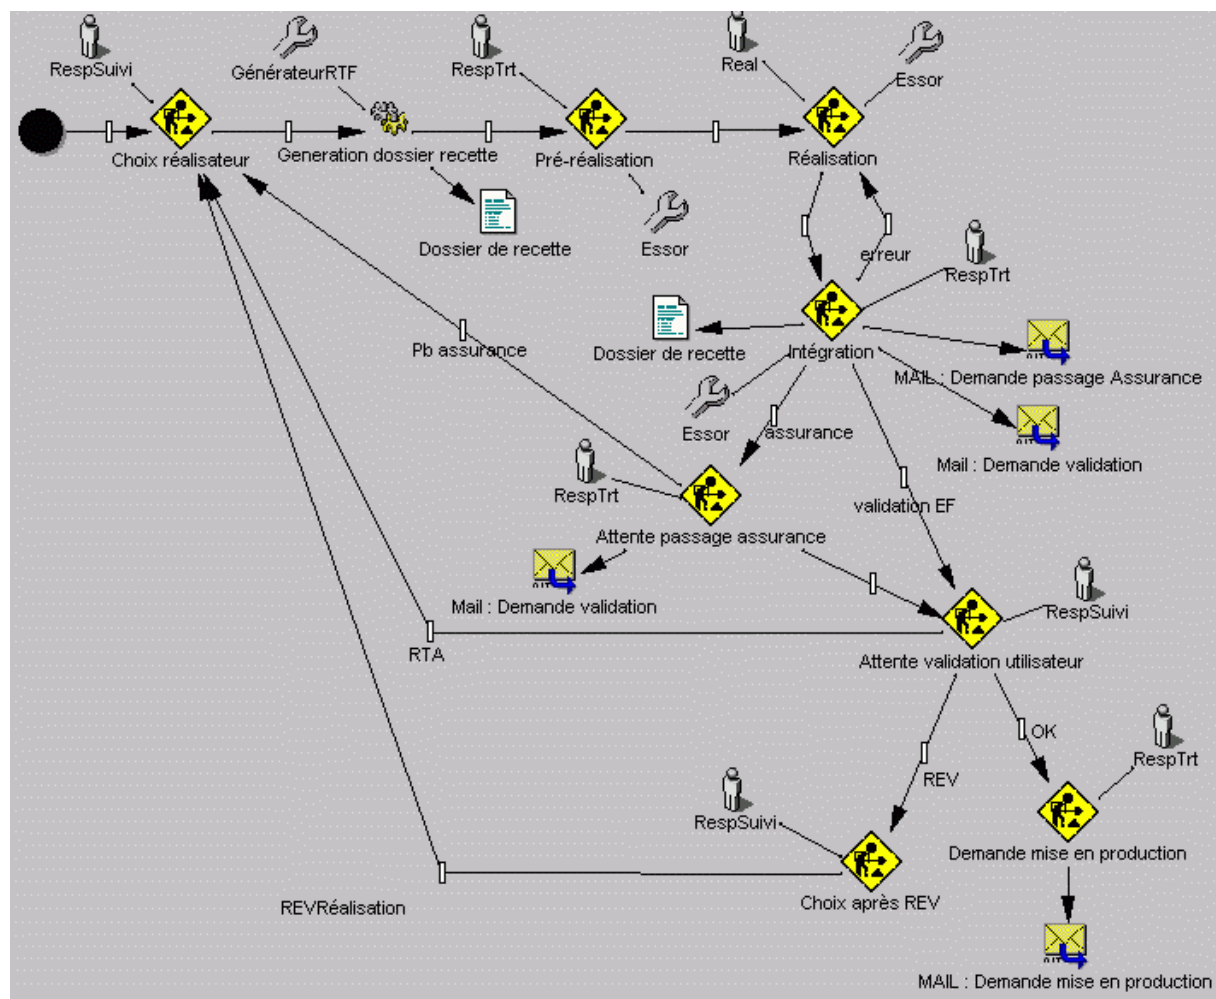 RespSuivi
GénérateurRTF
RespTrt
Real
Essor
Choix réalisateur
Generation dossier recette
Pré-réalisation
Réalisation
Dossier de recette
Essor
erreur
RespTrt
Pb assurance
Dossier de recette
Intégration
MAIL : Demande passage Assurance
Essor
assurance
Mail : Demande validation
RespTrt
validation EF
Attente passage assurance
Mail : Demande validation
RespSuivi
RTA
Attente validation utilisateur
OK
RespTrt
REV
RespSuivi
Demande mise en production
REVRéalisation
Choix après REV
MAIL : Demande mise en production